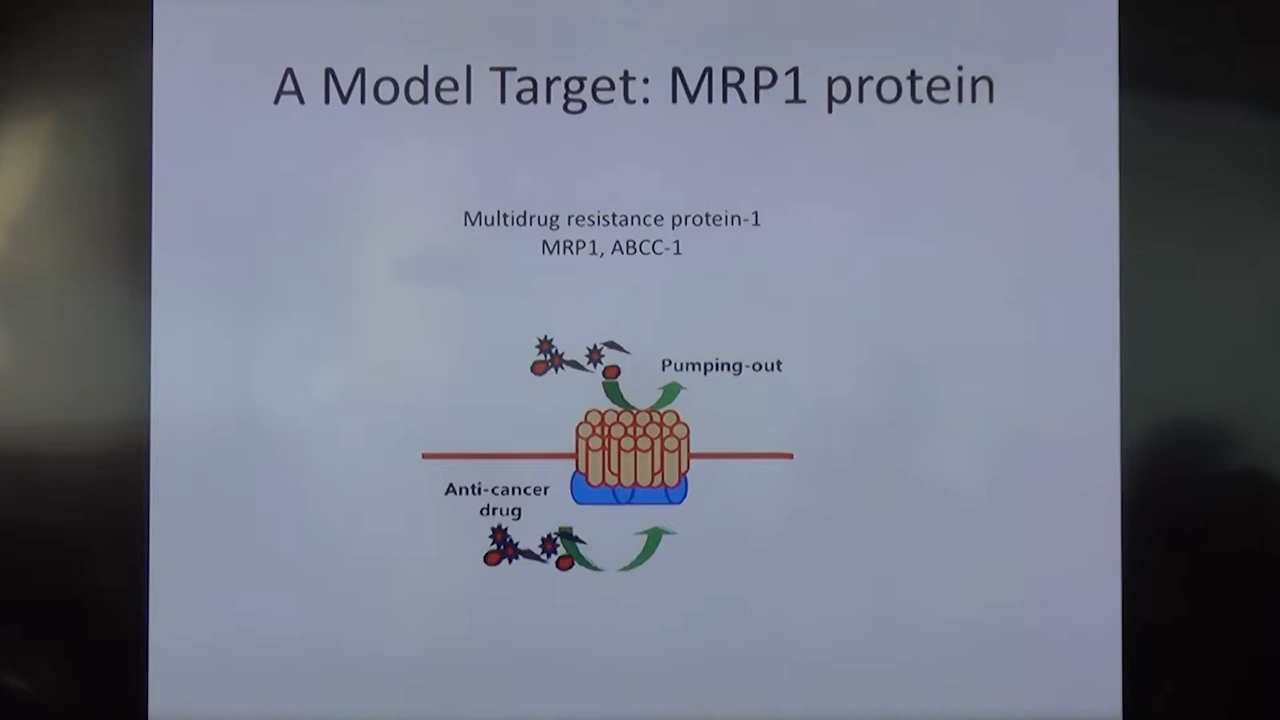 A Model Target: MRP1 protein
Multidrug resistance protein-1
MRP1, ABCC-1
Pumping-out
Anti-cancer
drug